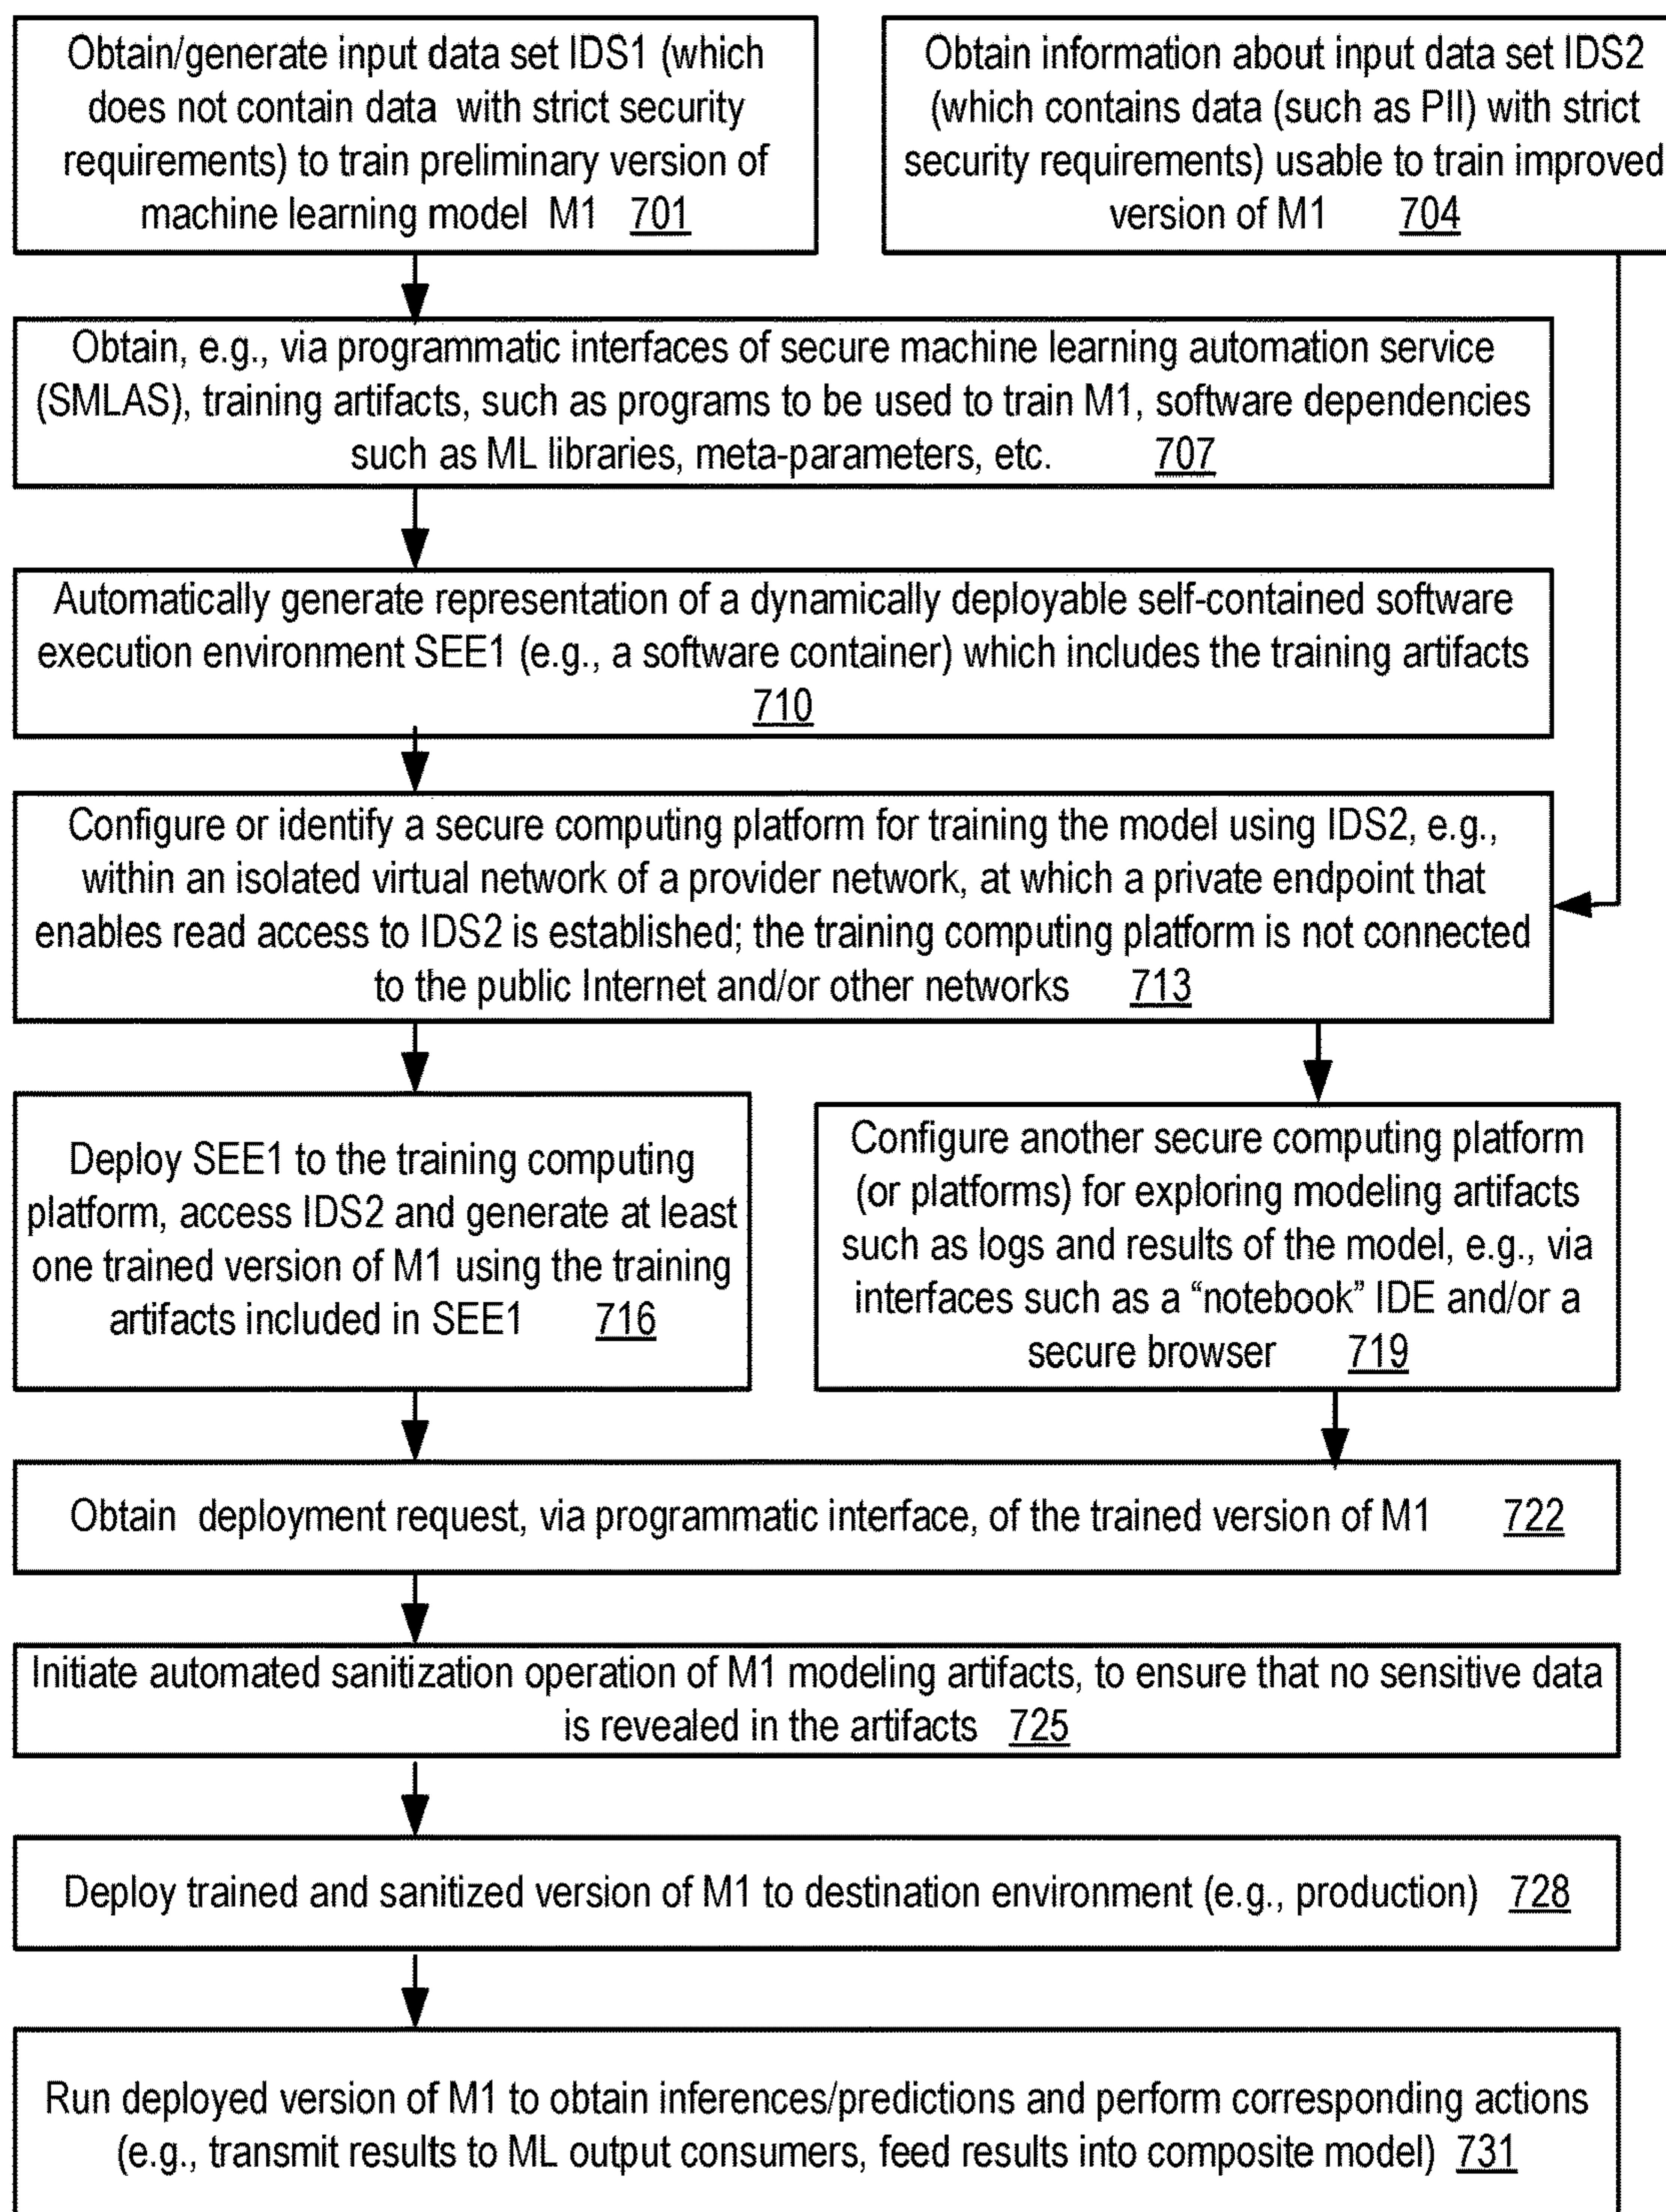 Obtain/generate input data set IDS1 (which
does not contain data with strict security
requirements) to train preliminary version of
machine learning model M1 701
Obtain information about input data set IDS2
(which contains data (such as PII) with strict
security requirements) usable to train improved
version of M1 704
Obtain, e.g., via programmatic interfaces of secure machine learning automation service
(SMLAS), training artifacts, such as programs to be used to train M1, software dependencies
such as ML libraries, meta-parameters, etc. 707
Automatically generate representation of a dynamically deployable self-contained software
execution environment SEE1 (e.g., a software container) which includes the training artifacts
710
Configure or identify a secure computing platform for training the model using IDS2, e.g.,
within an isolated virtual network of a provider network, at which a private endpoint that
enables read access to IDS2 is established; the training computing platform is not connected
to the public Internet and/or other networks 713
Deploy SEE1 to the training computing
platform, access IDS2 and generate at least
one trained version of M1 using the training
artifacts included in SEE1 716
Configure another secure computing platform
(or platforms) for exploring modeling artifacts
such as logs and results of the model, e.g., via
interfaces such as a “notebook” IDE and/or a
secure browser 719
Obtain deployment request, via programmatic interface, of the trained version of M1 722
Initiate automated sanitization operation of M1 modeling artifacts, to ensure that no sensitive data
is revealed in the artifacts 725
Deploy trained and sanitized version of M1 to destination environment (e.g., production) 728
Run deployed version of M1 to obtain inferences/predictions and perform corresponding actions
(e.g., transmit results to ML output consumers, feed results into composite model) 731